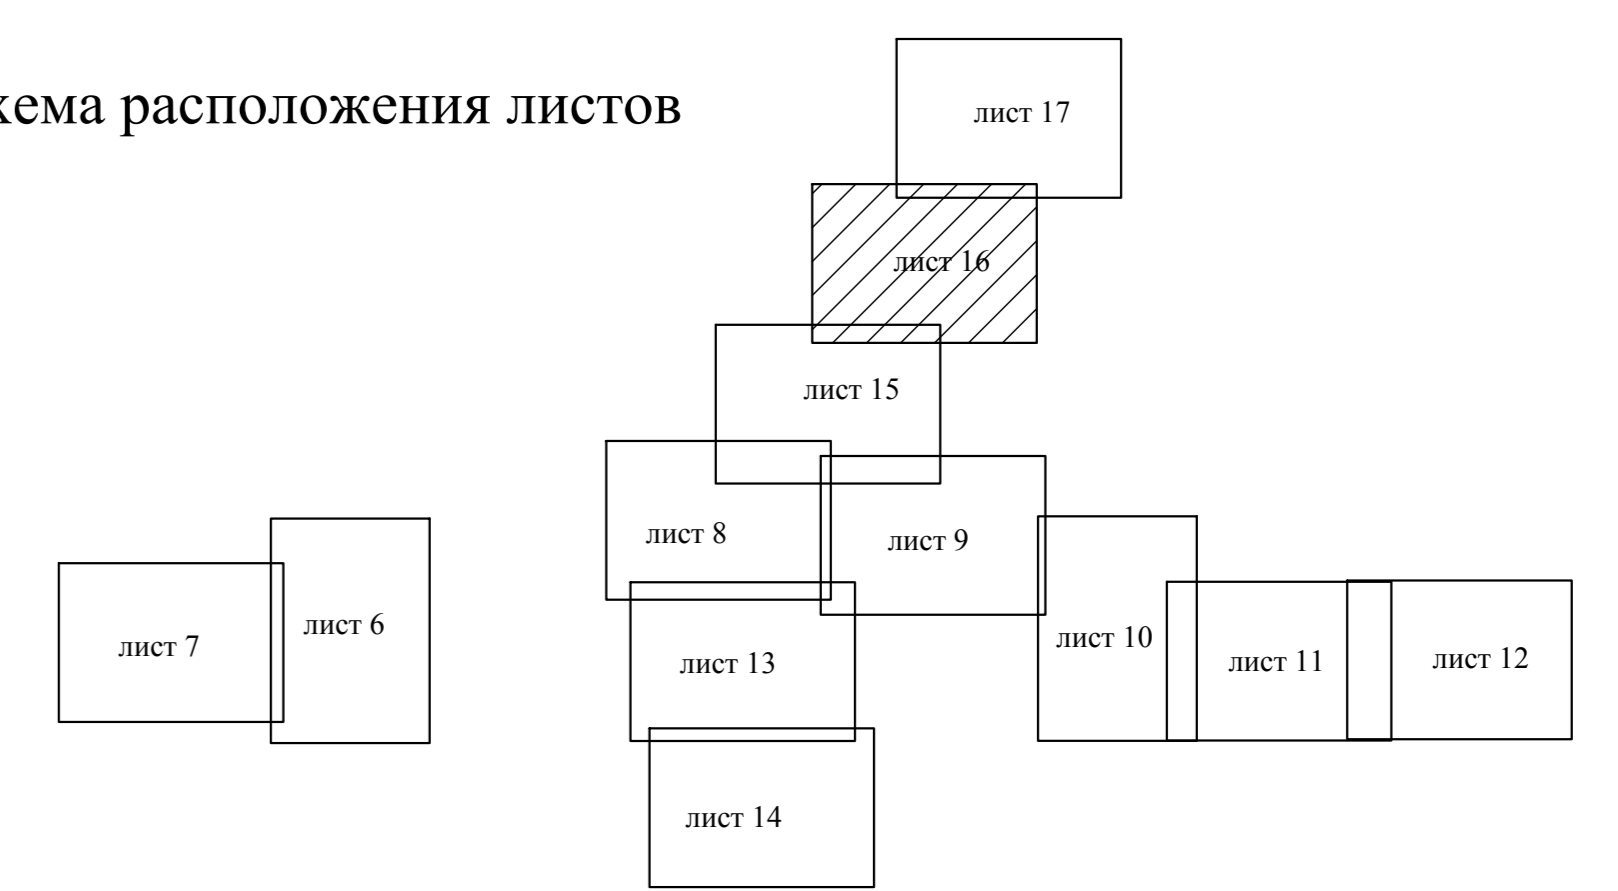 хема расположения листов
лист 17
лист 16
лист 15
лист 8
лист 9
лист 6
лист 7
лист 10
лист 13
лист 11
лист 12
лист 14